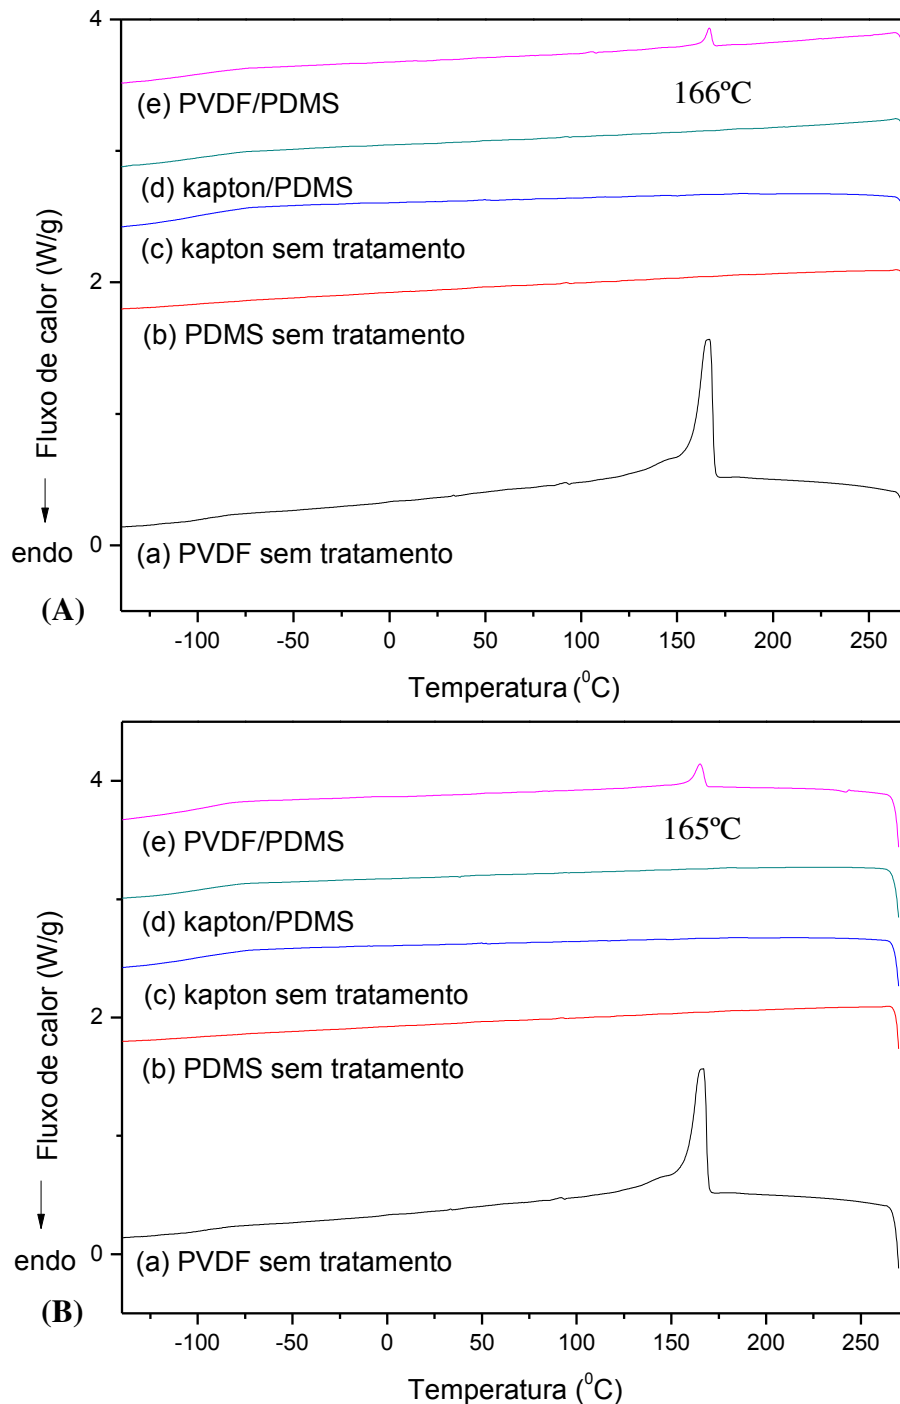 4
(e) PVDF/PDMS
166ºC
(d) kapton/PDMS
(c) kapton sem tratamento
2
(b) PDMS sem tratamento
Fluxo de calor (W/g)
endo
0
(a) PVDF sem tratamento
(A)
-100 -50 0 50 100 150 200 250
Temperatura (⁰C)
4
(e) PVDF/PDMS
165ºC
(d) kapton/PDMS
(c) kapton sem tratamento
2
(b) PDMS sem tratamento
Fluxo de calor (W/g)
endo
0
(a) PVDF sem tratamento
(B)
-100 -50 0 50 100 150 200 250
Temperatura (⁰C)